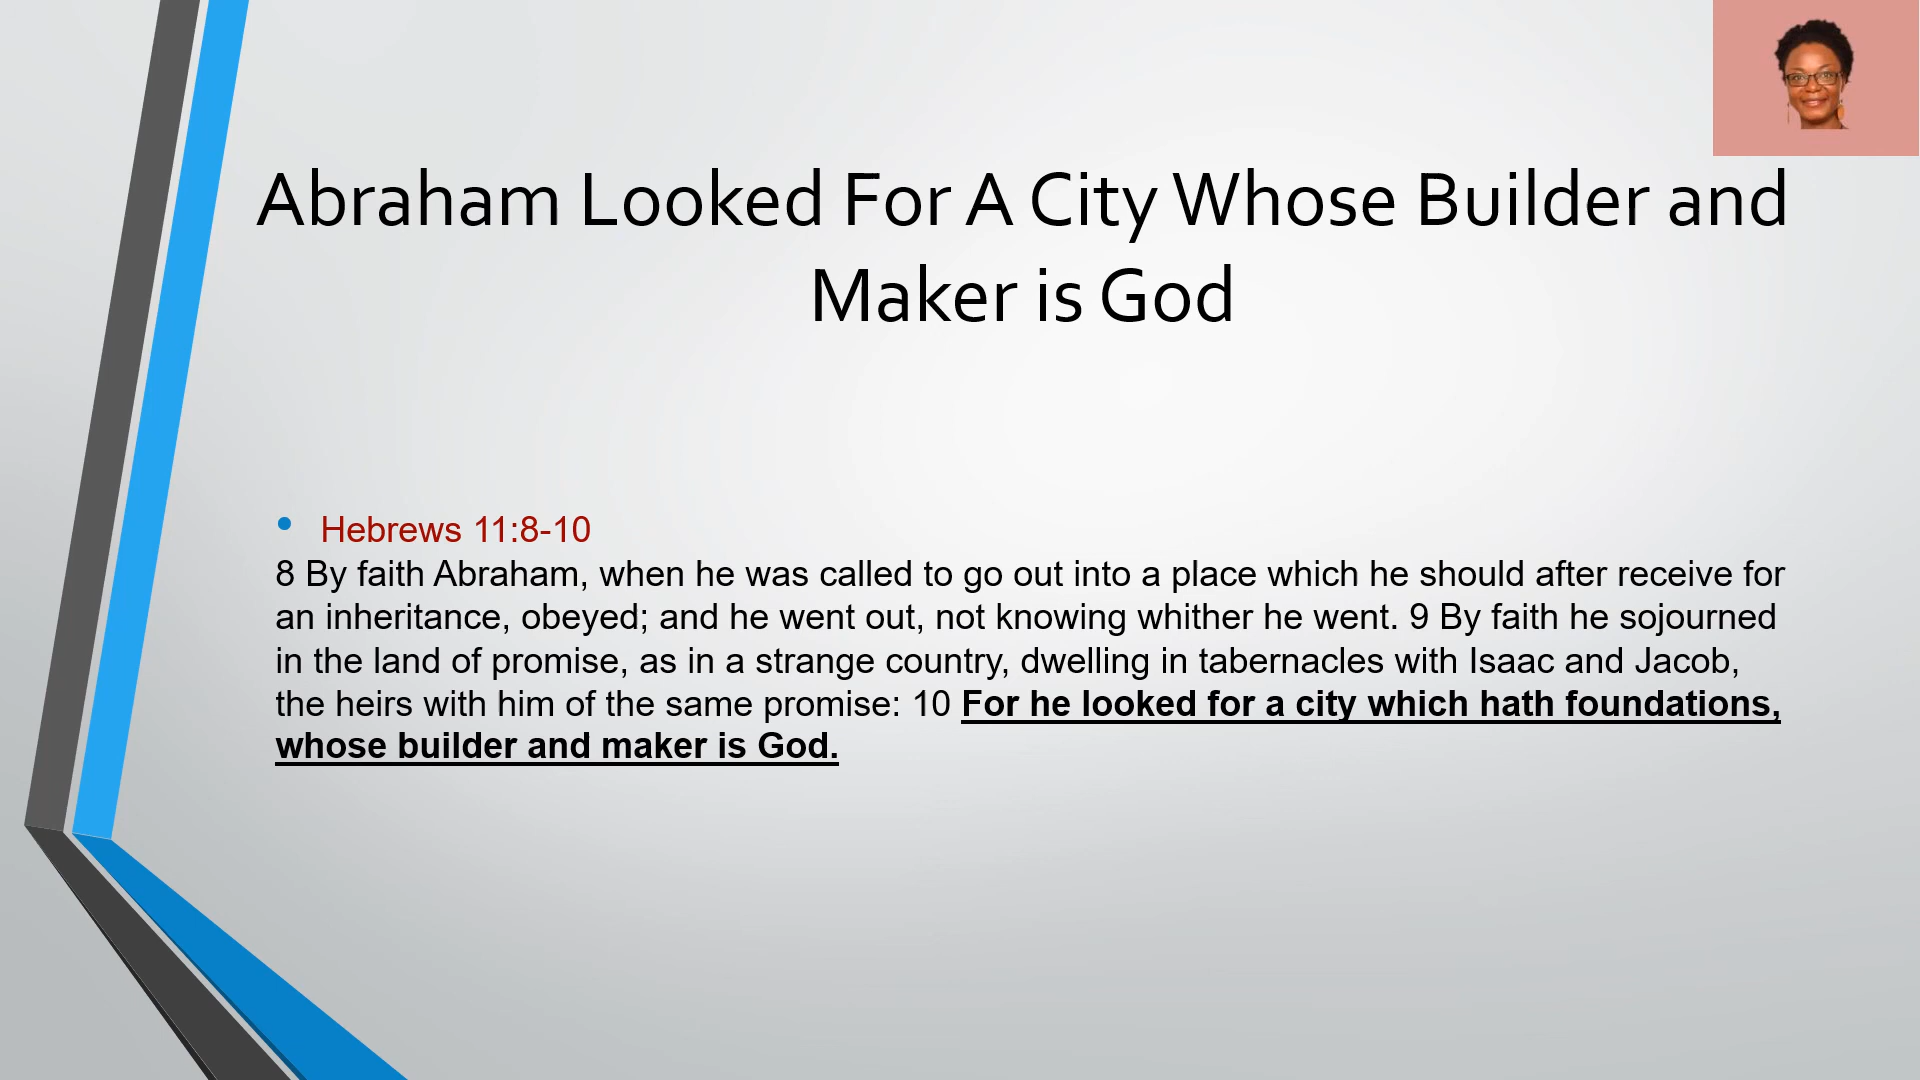 Abraham Looked For A City Whose Builder and
Maker is God
• Hebrews 11:8-10
8 By faith Abraham, when he was called to go out into a place which he should after receive for
an inheritance, obeyed; and he went out, not knowing whither he went. 9 By faith he sojourned
in the land of promise, as in a strange country, dwelling in tabernacles with Isaac and Jacob,
the heirs with him of the same promise: 10 For he looked for a city which hath foundations,
whose builder and maker is God.